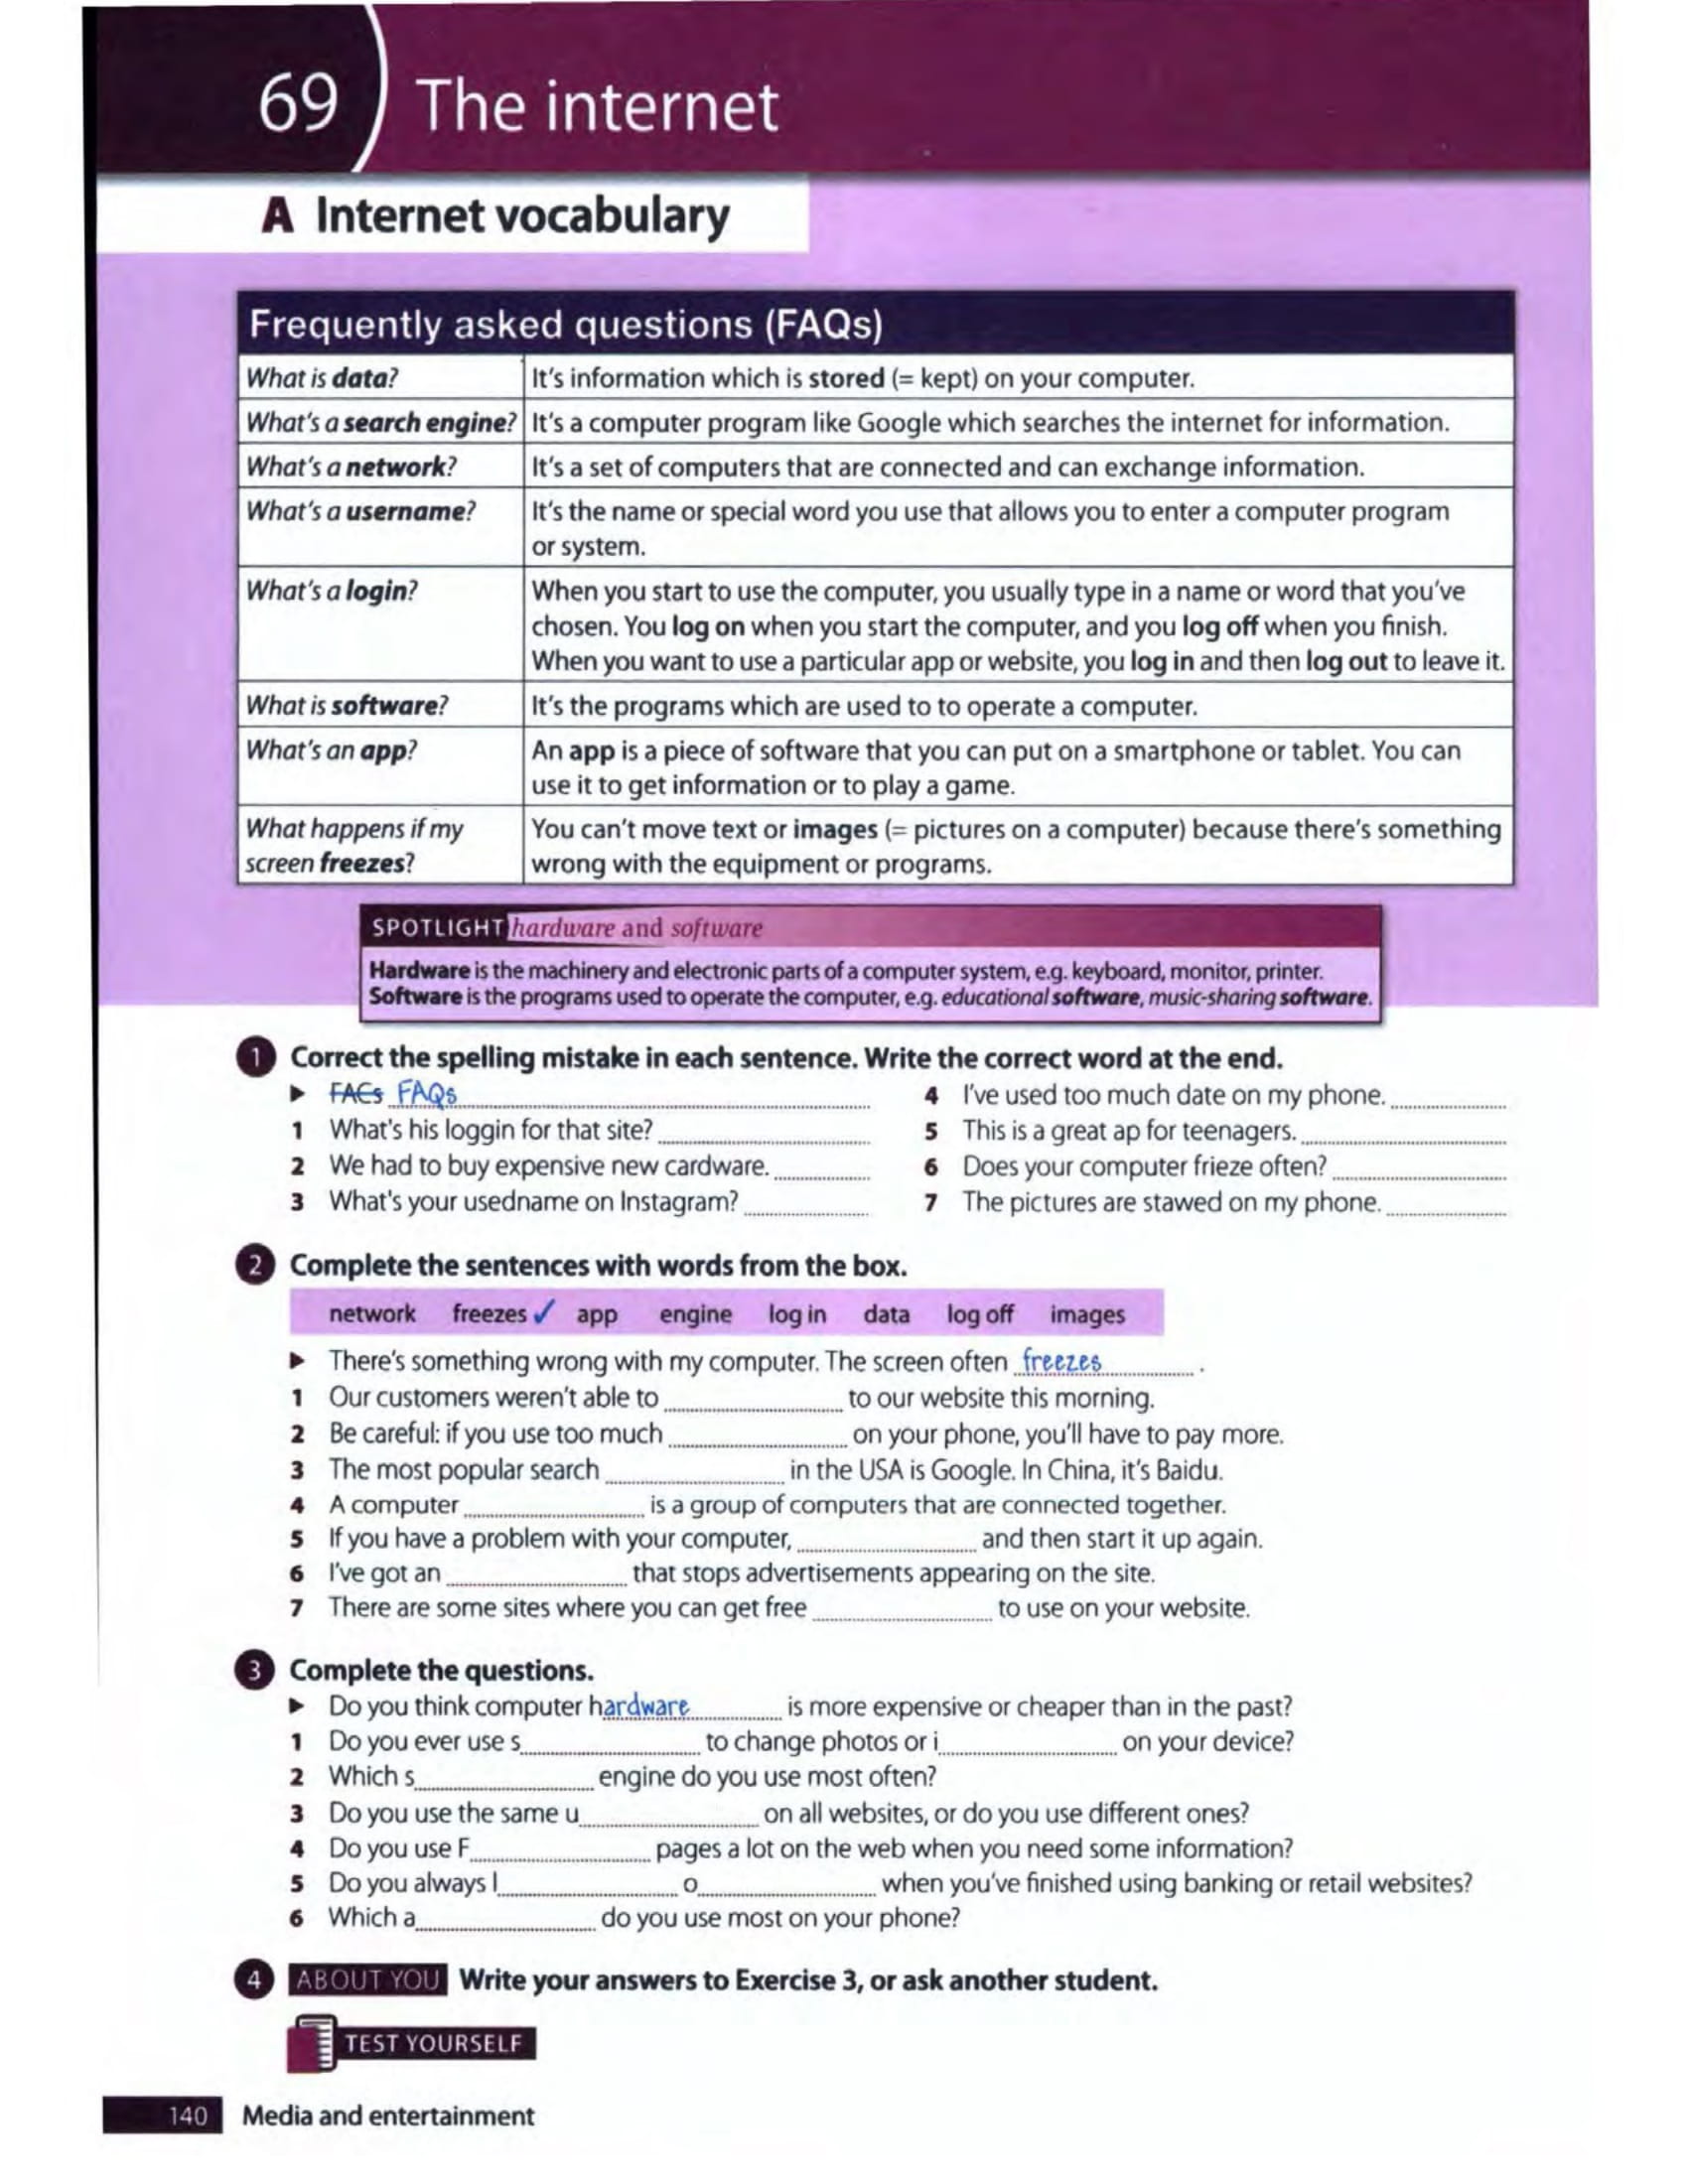 69 The internet
A Internet vocabulary
Frequently asked questions (FAQs)
What is data? It's information which is stored (= kept) on your computer.
What's a search engine? It's a computer program like Google which searches the internet for information.
What's a network? It's a set of computers that are connected and can exchange information.
What's a username? It's the name or special word you use that allows you to enter a computer program
or system.
What's a login? When you start to use the computer, you usually type in a name or word that you've
chosen. You log on when you start the computer, and you log off when you finish.
When you want to use a particular app or website, you log in and then log out to leave it.
What is software? It's the programs which are used to to operate a computer.
What's an app? An app is a piece of software that you can put on a smartphone or tablet. You can
use it to get information or to play a game.
What happens if my You can't move text or images (= pictures on a computer) because there's something
screen freezes? wrong with the equipment or programs.
SPOTLIGHT hardware and software
Hardware is the machinery and electronic parts of a computer system, e.g. keyboard, monitor, printer.
Software is the programs used to operate the computer, e.g. educational software, music-sharing software.
1 Correct the spelling mistake in each sentence. Write the correct word at the end.
► FACs FAQs
1 What's his loggin for that site?
2 We had to buy expensive new cardware.
3 What's your usedname on Instagram?
4 I've used too much date on my phone.
5 This is a great ap for teenagers.
6 Does your computer frieze often?
7 The pictures are stawed on my phone.
2 Complete the sentences with words from the box.
network freezes ✓ app engine log in data log off images
► There's something wrong with my computer. The screen often freezes.
1 Our customers weren't able to to our website this morning.
2 Be careful: if you use too much on your phone, you'll have to pay more.
3 The most popular search in the USA is Google. In China, it's Baidu.
4 A computer is a group of computers that are connected together.
5 If you have a problem with your computer, and then start it up again.
6 I've got an that stops advertisements appearing on the site.
7 There are some sites where you can get free to use on your website.
3 Complete the questions.
► Do you think computer hardware is more expensive or cheaper than in the past?
1 Do you ever use s to change photos or i on your device?
2 Which s engine do you use most often?
3 Do you use the same u on all websites, or do you use different ones?
4 Do you use F pages a lot on the web when you need some information?
5 Do you always l o when you've finished using banking or retail websites?
6 Which a do you use most on your phone?
4 ABOUT YOU Write your answers to Exercise 3, or ask another student.
TEST YOURSELF
140 Media and entertainment